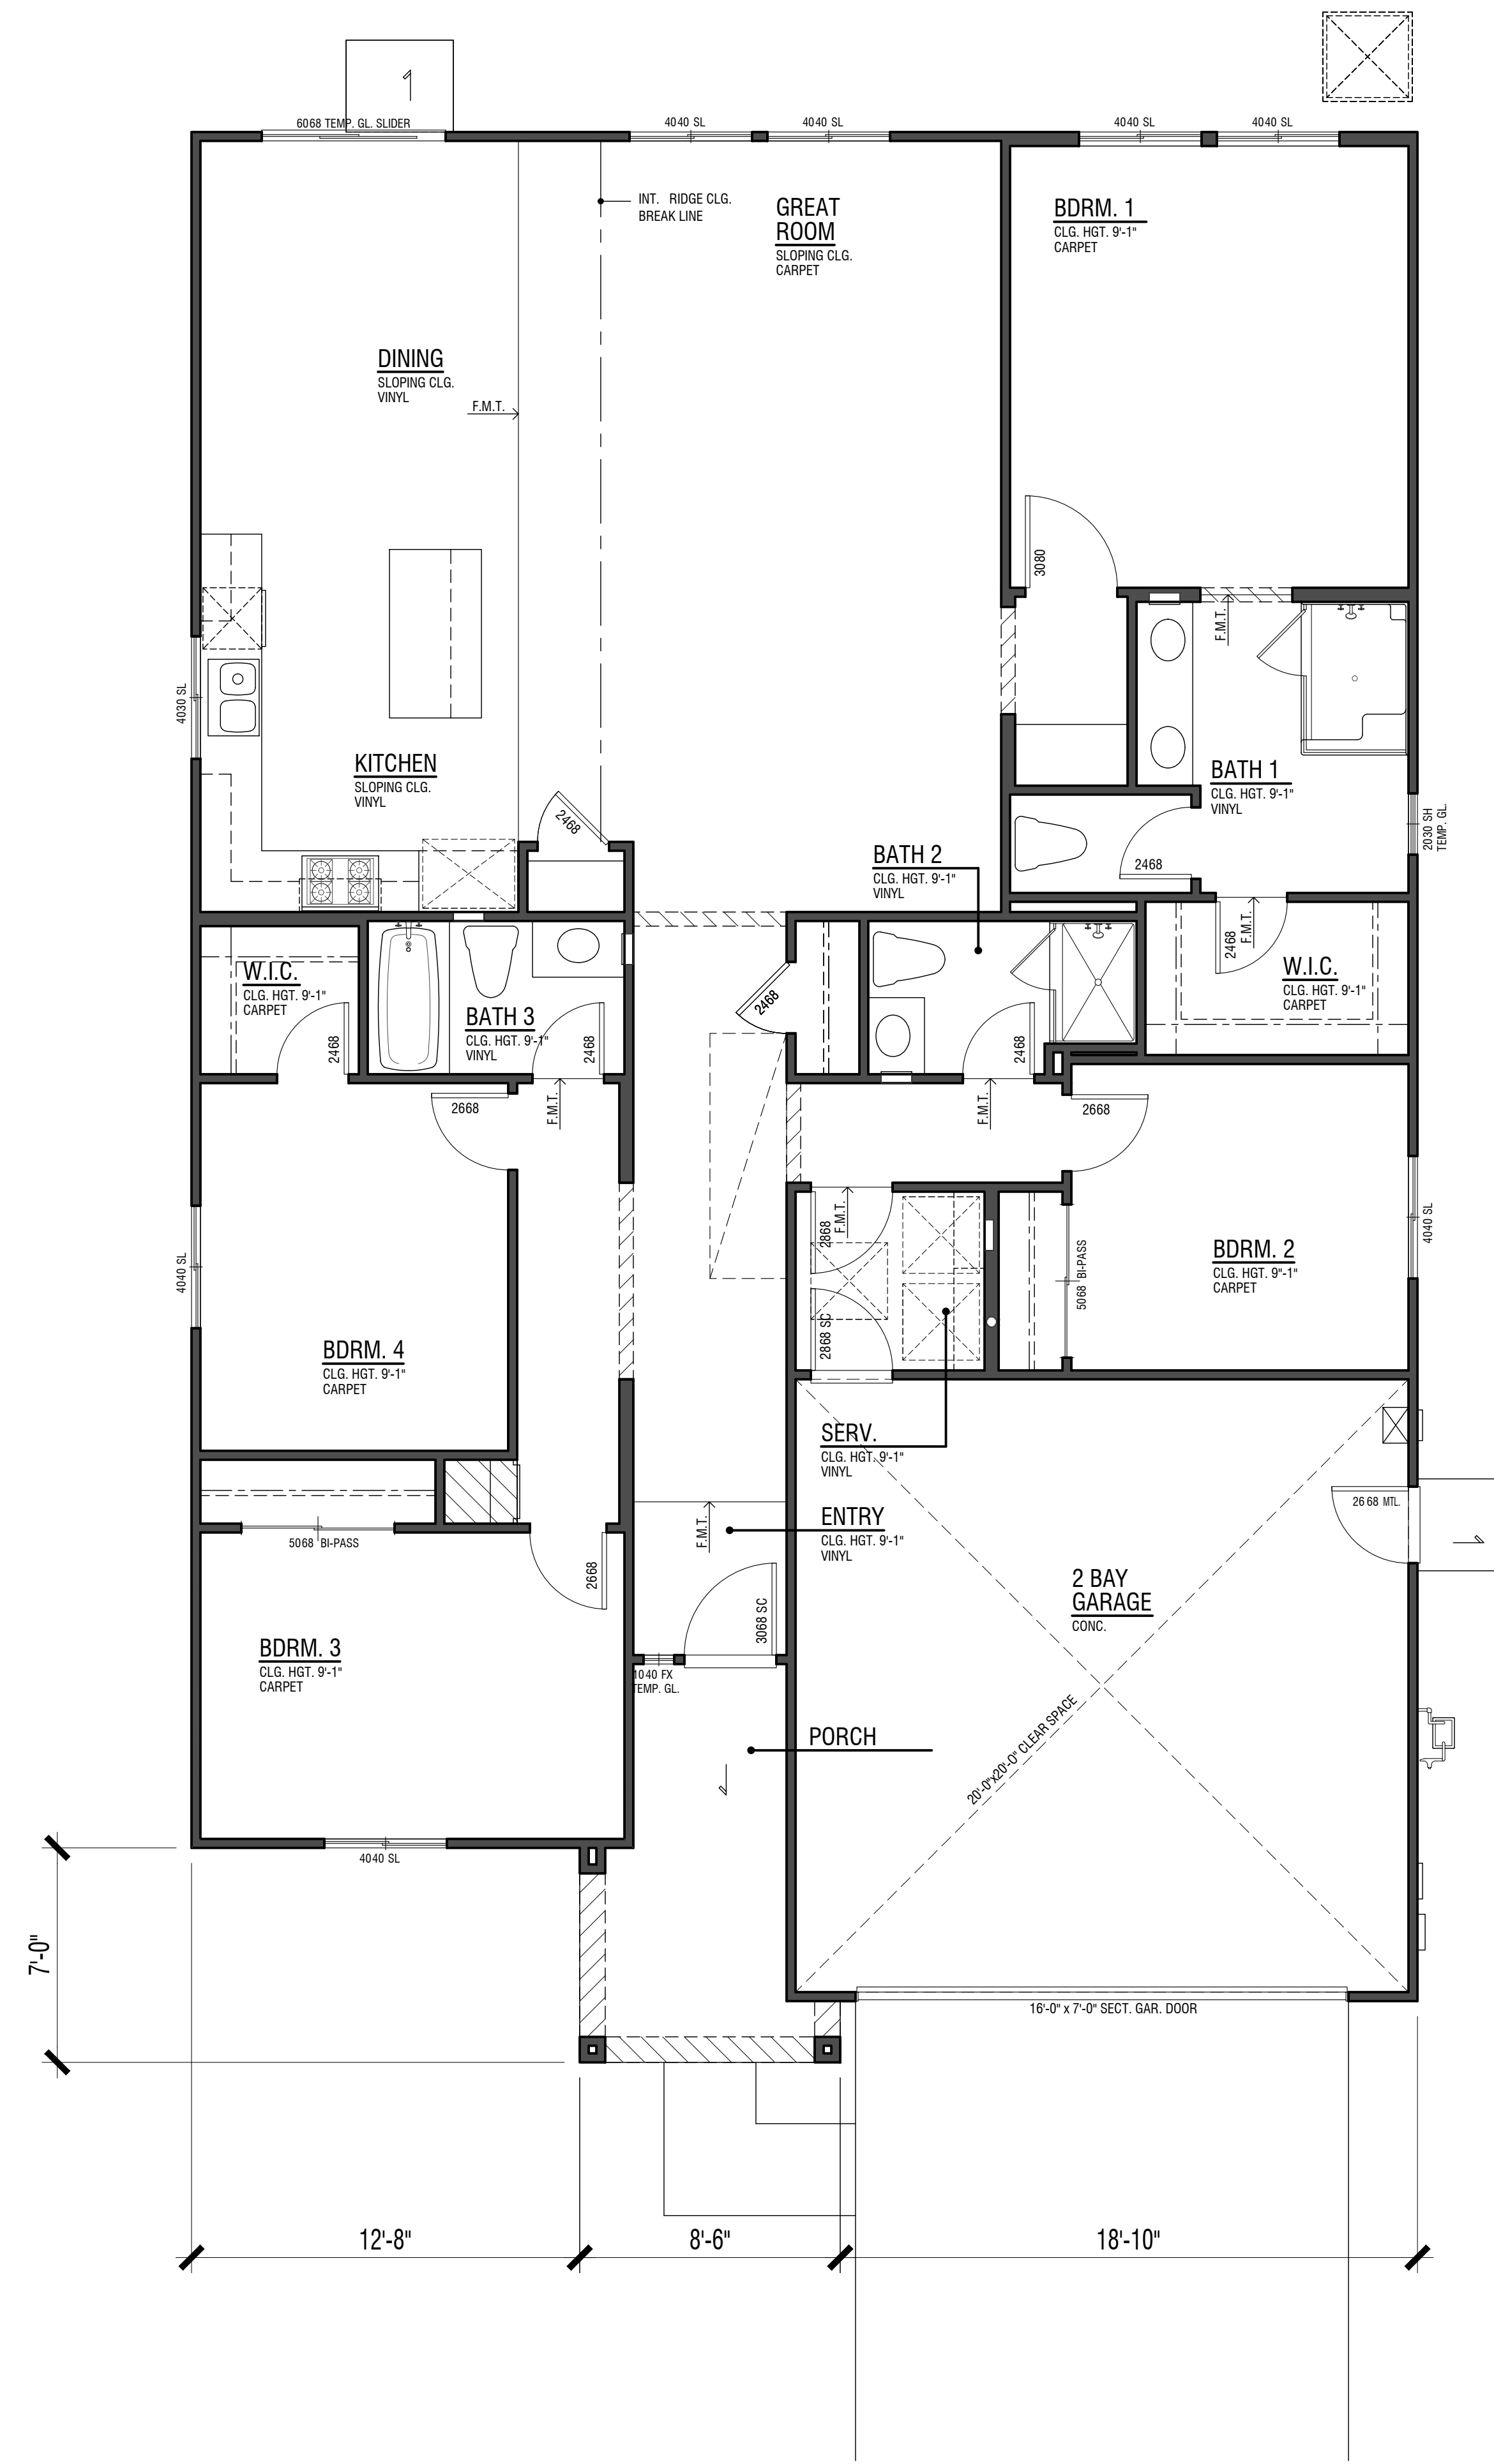 1
6068 TEMP. GL. SLIDER
4040 SL
4040 SL
4040 SL
4040 SL
INT. RIDGE CLG.
BREAK LINE
GREAT
ROOM
SLOPING CLG.
CARPET
BDRM. 1
CLG. HGT. 9'-1"
CARPET
DINING
SLOPING CLG.
VINYL
F.M.T.
3080
F.M.T.
4030 SL
KITCHEN
SLOPING CLG.
VINYL
BATH 1
CLG. HGT. 9'-1"
VINYL
2468
2030 SH
TEMP. GL.
BATH 2
CLG. HGT. 9'-1"
VINYL
2468
2468
F.M.T.
W.I.C.
CLG. HGT. 9'-1"
CARPET
W.I.C.
CLG. HGT. 9'-1"
CARPET
2468
BATH 3
CLG. HGT. 9'-1"
VINYL
2468
2468
2468
2668
F.M.T.
F.M.T.
2668
4040 SL
4040 SL
2868
F.M.T.
5068 BI-PASS
BDRM. 2
CLG. HGT. 9"-1"
CARPET
2868 SC
BDRM. 4
CLG. HGT. 9'-1"
CARPET
SERV.
CLG. HGT. 9'-1"
VINYL
5068 BI-PASS
2668
F.M.T.
ENTRY
CLG. HGT. 9'-1"
VINYL
2668 MTL.
2 BAY
GARAGE
CONC.
3068 SC
BDRM. 3
CLG. HGT. 9'-1"
CARPET
1040 FX
TEMP. GL.
PORCH
20'-0"x20'-0" CLEAR SPACE
4040 SL
7'-0"
16'-0" x 7'-0" SECT. GAR. DOOR
12'-8"
8'-6"
18'-10"